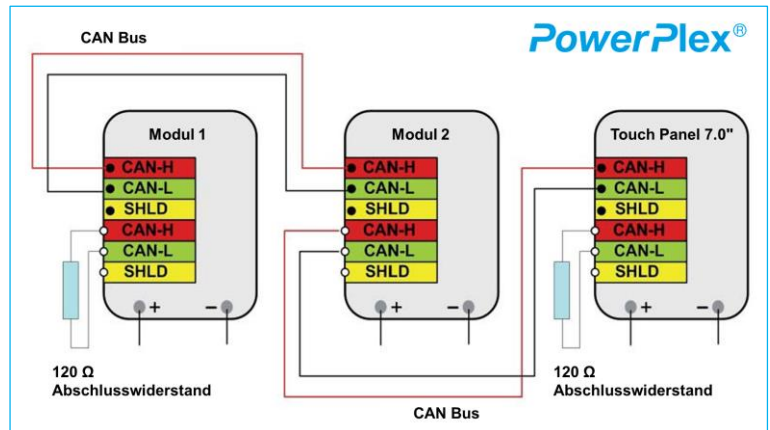 CAN Bus
PowerPlex®
Modul 1
CAN-H
CAN-L
SHLD
CAN-H
CAN-L
SHLD
+ −
120 Ω
Abschlusswiderstand
Modul 2
CAN-H
CAN-L
SHLD
CAN-H
CAN-L
SHLD
+ −
Touch Panel 7.0"
CAN-H
CAN-L
SHLD
CAN-H
CAN-L
SHLD
+ −
120 Ω
Abschlusswiderstand
CAN Bus